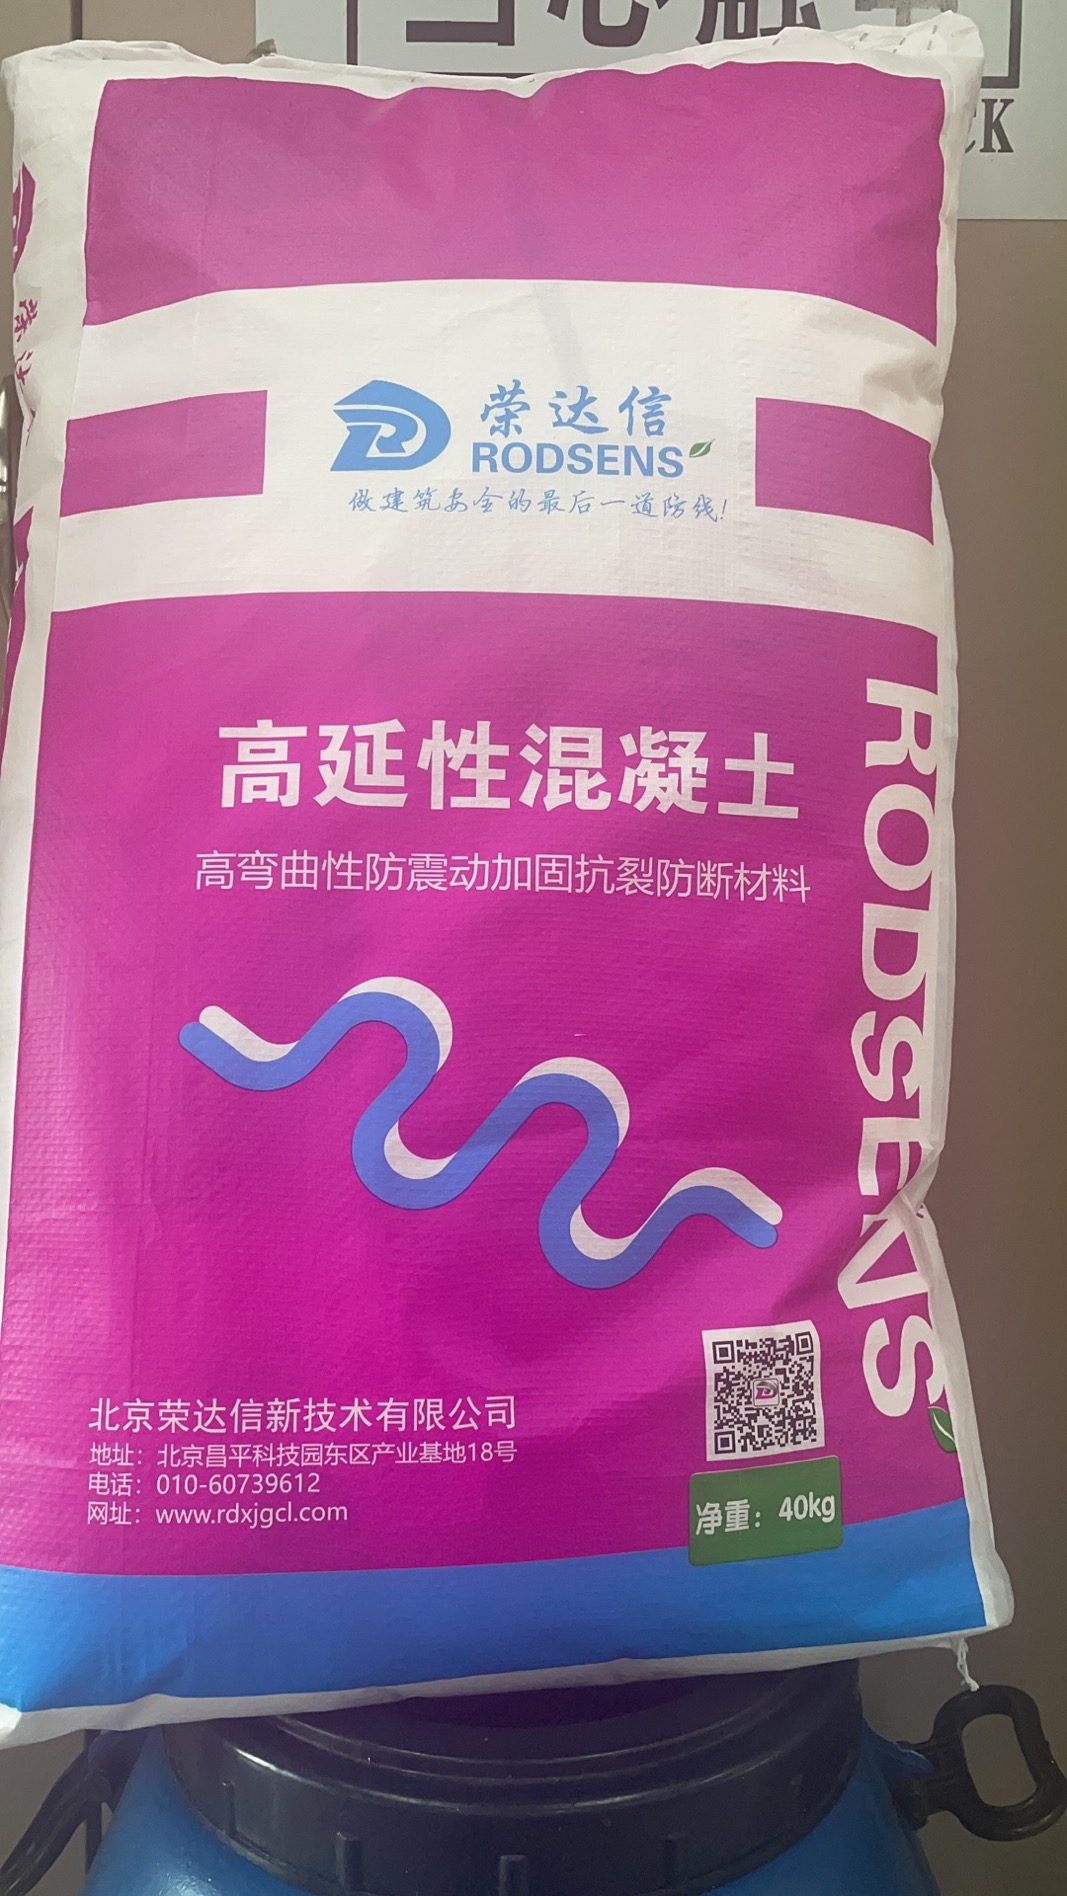 荣达信
RODSENS
做建筑安全的最后一道防线!
高延性混凝土
高弯曲性防震动加固抗裂防断材料
RODSENS
北京荣达信新技术有限公司
地址：北京昌平科技园东区产业基地18号
电话：010-60739612
网址：www.rdxjgcl.com
净重：40kg